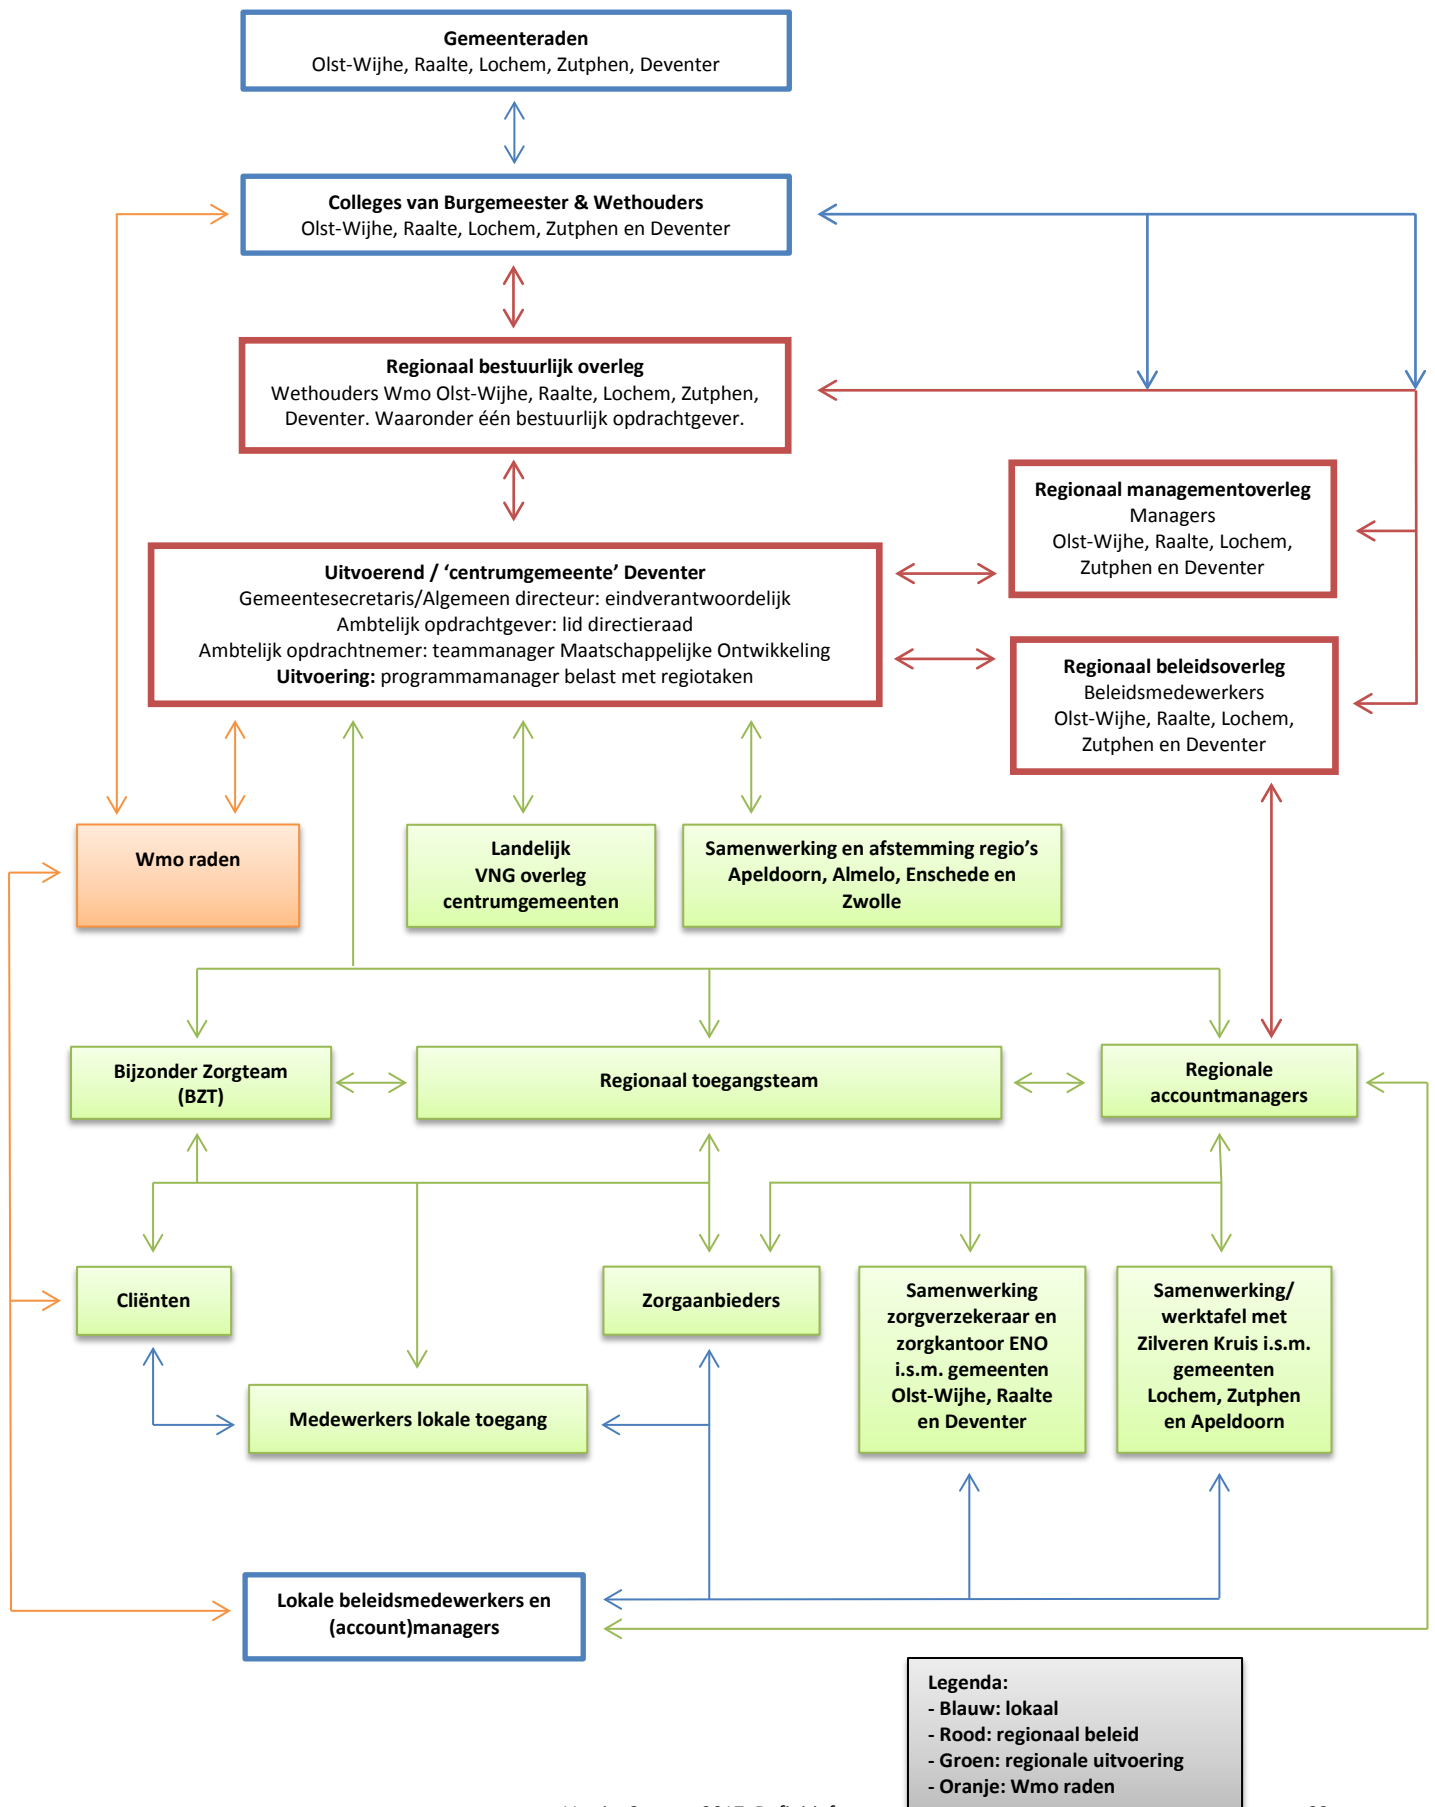 Gemeenteraden
Olst-Wijhe, Raalte, Lochem, Zutphen, Deventer
Colleges van Burgemeester & Wethouders
Olst-Wijhe, Raalte, Lochem, Zutphen en Deventer
Regionaal bestuurlijk overleg
Wethouders Wmo Olst-Wijhe, Raalte, Lochem, Zutphen,
Deventer. Waaronder één bestuurlijk opdrachtgever.
Regionaal managementoverleg
Managers
Olst-Wijhe, Raalte, Lochem,
Zutphen en Deventer
Uitvoerend / ‘centrumgemeente’ Deventer
Gemeentesecretaris/Algemeen directeur: eindverantwoordelijk
Ambtelijk opdrachtgever: lid directieraad
Ambtelijk opdrachtnemer: teammanager Maatschappelijke Ontwikkeling
Uitvoering: programmamanager belast met regiotaken
Regionaal beleidsoverleg
Beleidsmedewerkers
Olst-Wijhe, Raalte, Lochem,
Zutphen en Deventer
Wmo raden
Landelijk
VNG overleg
centrumgemeenten
Samenwerking en afstemming regio’s
Apeldoorn, Almelo, Enschede en
Zwolle
Bijzonder Zorgteam
(BZT)
Regionaal toegangsteam
Regionale
accountmanagers
Cliënten
Zorgaanbieders
Samenwerking
zorgverzekeraar en
zorgkantoor ENO
i.s.m. gemeenten
Olst-Wijhe, Raalte
en Deventer
Samenwerking/
werktafel met
Zilveren Kruis i.s.m.
gemeenten
Lochem, Zutphen
en Apeldoorn
Medewerkers lokale toegang
Lokale beleidsmedewerkers en
(account)managers
Legenda:
- Blauw: lokaal
- Rood: regionaal beleid
- Groen: regionale uitvoering
- Oranje: Wmo raden